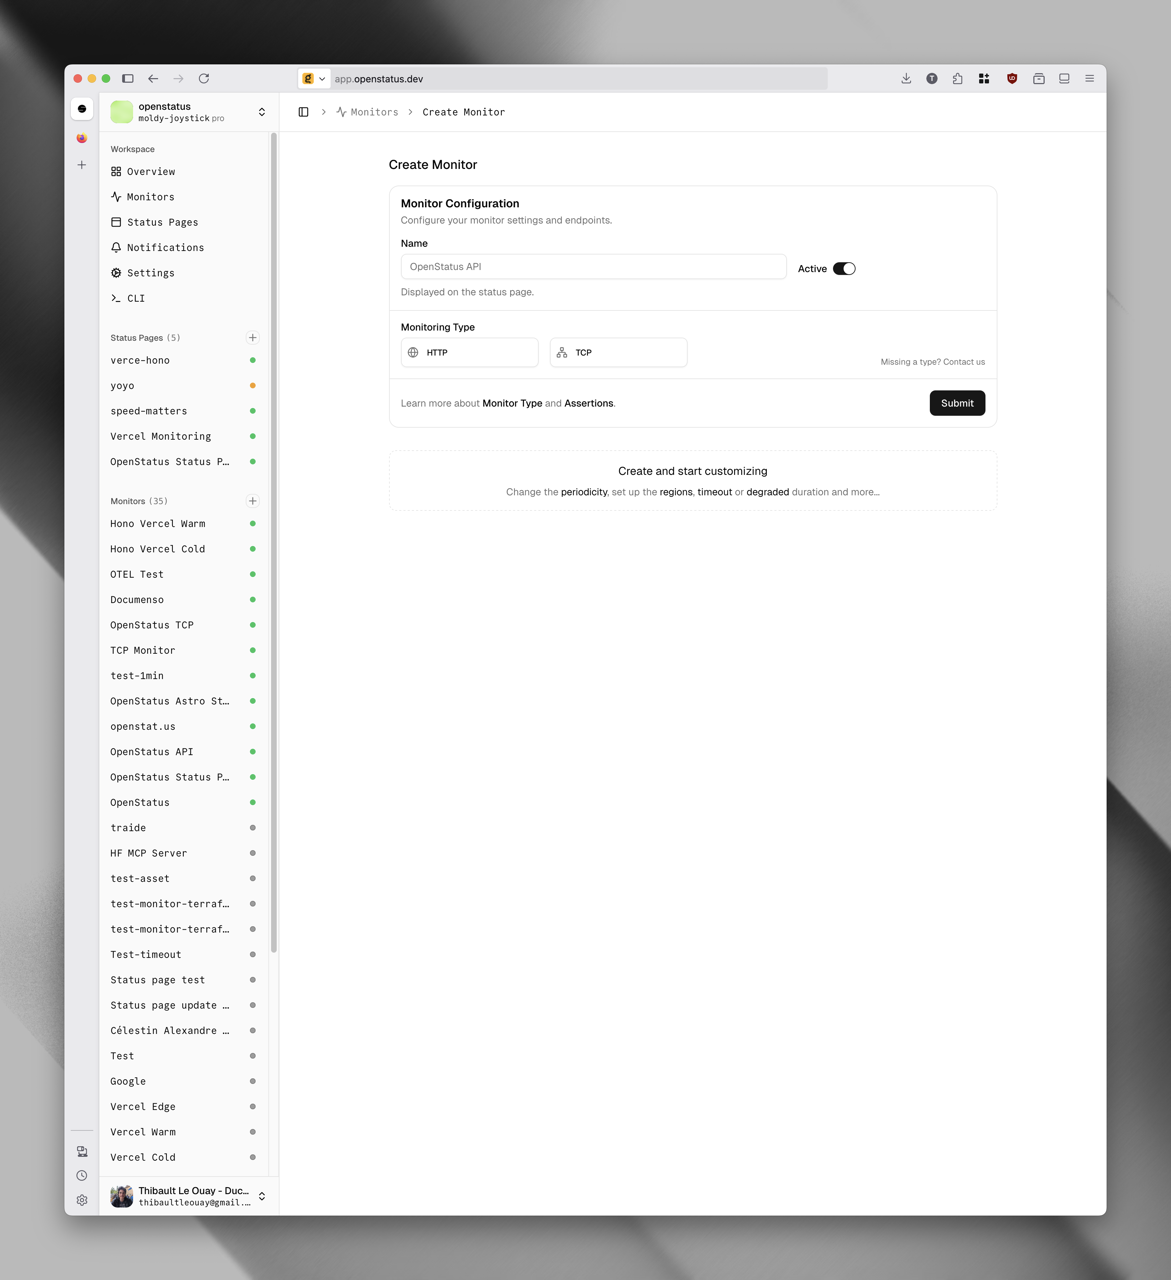 app.openstatus.dev
openstatus
moldy-joystick pro
Monitors
Create Monitor
Workspace
Overview
Monitors
Status Pages
Notifications
Settings
CLI
Status Pages (5)
verce-hono
yoyo
speed-matters
Vercel Monitoring
OpenStatus Status P…
Monitors (35)
Hono Vercel Warm
Hono Vercel Cold
OTEL Test
Documenso
OpenStatus TCP
TCP Monitor
test-1min
OpenStatus Astro St…
openstat.us
OpenStatus API
OpenStatus Status P…
OpenStatus
traide
HF MCP Server
test-asset
test-monitor-terraf…
test-monitor-terraf…
Test-timeout
Status page test
Status page update …
Célestin Alexandre …
Test
Google
Vercel Edge
Vercel Warm
Vercel Cold
Thibault Le Ouay - Duc…
thibaultleouay@gmail.…
Create Monitor
Monitor Configuration
Configure your monitor settings and endpoints.
Name
OpenStatus API
Active
Displayed on the status page.
Monitoring Type
HTTP
TCP
Missing a type? Contact us
Learn more about Monitor Type and Assertions.
Submit
Create and start customizing
Change the periodicity, set up the regions, timeout or degraded duration and more...